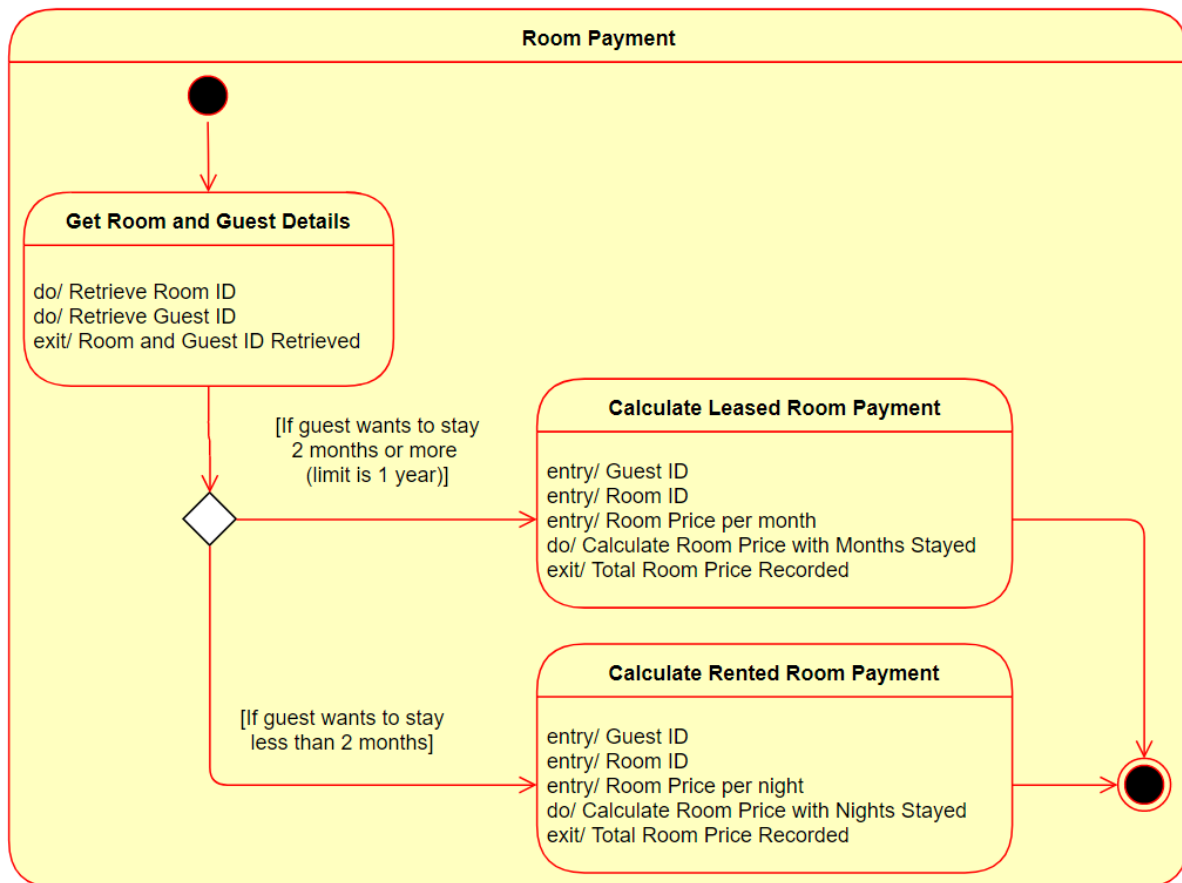 Room Payment
Get Room and Guest Details
do/ Retrieve Room ID
do/ Retrieve Guest ID
exit/ Room and Guest ID Retrieved
[If guest wants to stay
2 months or more
(limit is 1 year)]
Calculate Leased Room Payment
entry/ Guest ID
entry/ Room ID
entry/ Room Price per month
do/ Calculate Room Price with Months Stayed
exit/ Total Room Price Recorded
[If guest wants to stay
less than 2 months]
Calculate Rented Room Payment
entry/ Guest ID
entry/ Room ID
entry/ Room Price per night
do/ Calculate Room Price with Nights Stayed
exit/ Total Room Price Recorded